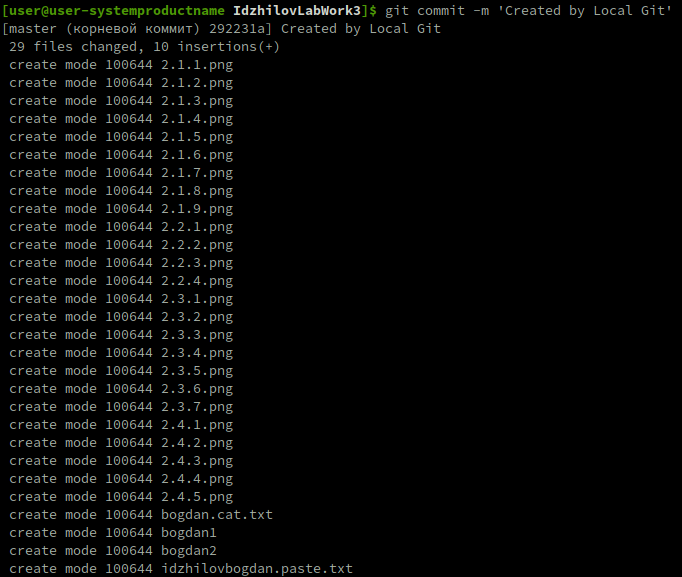 [user@user-systemproductname IdzhilovLabWork3]$ git commit -m 'Created by Local Git'
[master (корневой коммит) 292231a] Created by Local Git
 29 files changed, 10 insertions(+)
 create mode 100644 2.1.1.png
 create mode 100644 2.1.2.png
 create mode 100644 2.1.3.png
 create mode 100644 2.1.4.png
 create mode 100644 2.1.5.png
 create mode 100644 2.1.6.png
 create mode 100644 2.1.7.png
 create mode 100644 2.1.8.png
 create mode 100644 2.1.9.png
 create mode 100644 2.2.1.png
 create mode 100644 2.2.2.png
 create mode 100644 2.2.3.png
 create mode 100644 2.2.4.png
 create mode 100644 2.3.1.png
 create mode 100644 2.3.2.png
 create mode 100644 2.3.3.png
 create mode 100644 2.3.4.png
 create mode 100644 2.3.5.png
 create mode 100644 2.3.6.png
 create mode 100644 2.3.7.png
 create mode 100644 2.4.1.png
 create mode 100644 2.4.2.png
 create mode 100644 2.4.3.png
 create mode 100644 2.4.4.png
 create mode 100644 2.4.5.png
 create mode 100644 bogdan.cat.txt
 create mode 100644 bogdan1
 create mode 100644 bogdan2
 create mode 100644 idzhilovbogdan.paste.txt